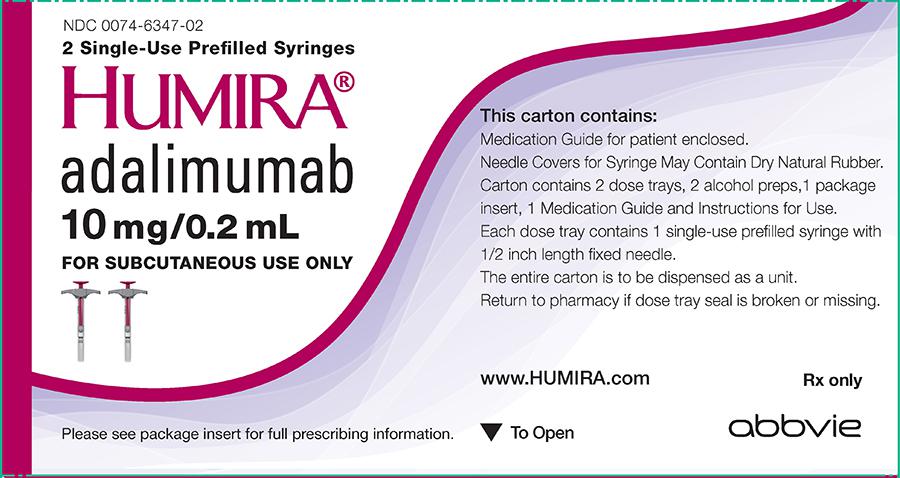 NDC 0074-6347-02
2 Single-Use Prefilled Syringes
HUMIRA®
adalimumab
10 mg/0.2 mL
FOR SUBCUTANEOUS USE ONLY
Please see package insert for full prescribing information.
This carton contains:
Medication Guide for patient enclosed.
Needle Covers for Syringe May Contain Dry Natural Rubber.
Carton contains 2 dose trays, 2 alcohol preps,1 package
insert, 1 Medication Guide and Instructions for Use.
Each dose tray contains 1 single-use prefilled syringe with
1/2 inch length fixed needle.
The entire carton is to be dispensed as a unit.
Return to pharmacy if dose tray seal is broken or missing.
www.HUMIRA.com Rx only
▼ To Open abbvie